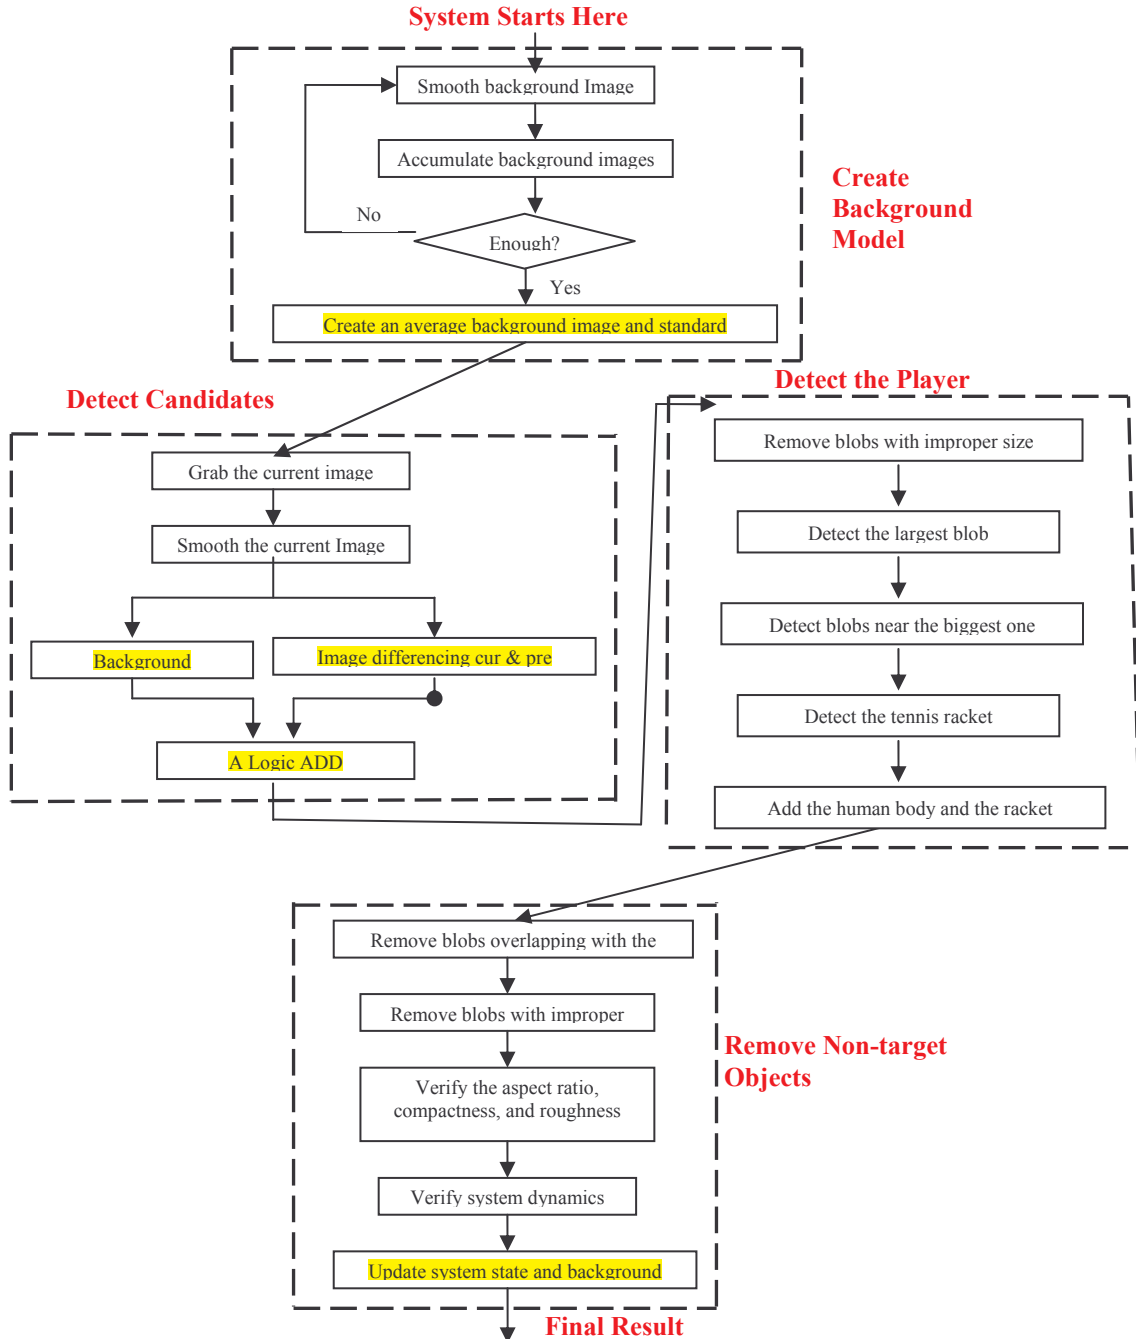 System Starts Here
Smooth background Image
Accumulate background images
No
Enough?
Yes
Create an average background image and standard
Create
Background
Model
Detect Candidates
Grab the current image
Smooth the current Image
Background
Image differencing cur & pre
A Logic ADD
Detect the Player
Remove blobs with improper size
Detect the largest blob
Detect blobs near the biggest one
Detect the tennis racket
Add the human body and the racket
Remove blobs overlapping with the
Remove blobs with improper
Verify the aspect ratio,
compactness, and roughness
Verify system dynamics
Update system state and background
Remove Non-target
Objects
Final Result